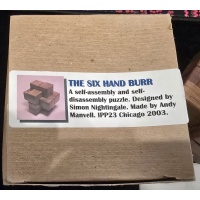 THE SIX HAND BURR
A self-assembly and self-
disassembly puzzle. Designed by
Simon Nightingale. Made by Andy
Manvell. IPP23 Chicago 2003.